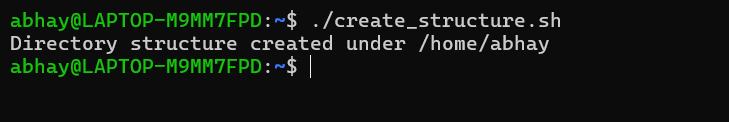 abhay@LAPTOP-M9MM7FPD:~$ ./create_structure.sh
Directory structure created under /home/abhay
abhay@LAPTOP-M9MM7FPD:~$